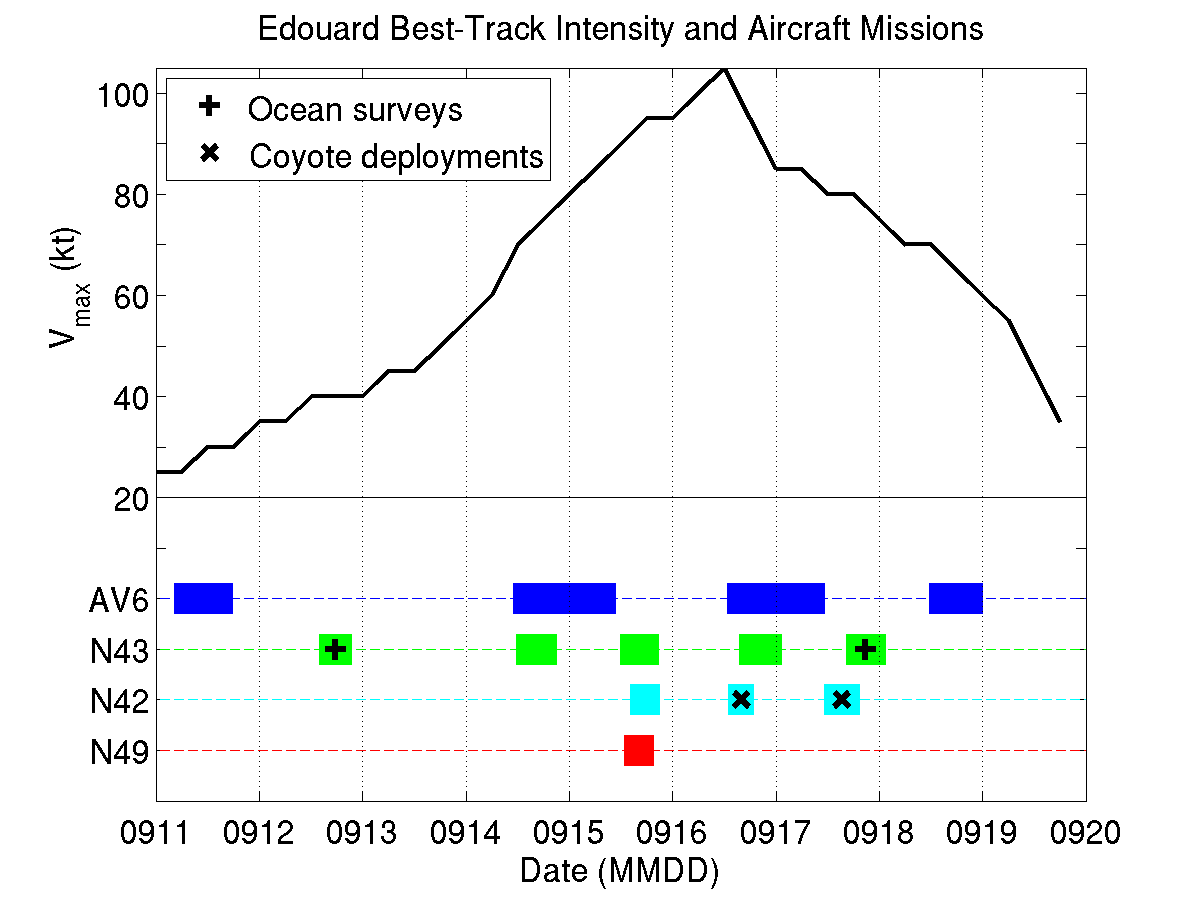 Edouard Best-Track Intensity and Aircraft Missions
Ocean surveys
Coyote deployments
100
80
60
40
20
Vmax (kt)
AV6
N43
N42
N49
0911 0912 0913 0914 0915 0916 0917 0918 0919 0920
Date (MMDD)